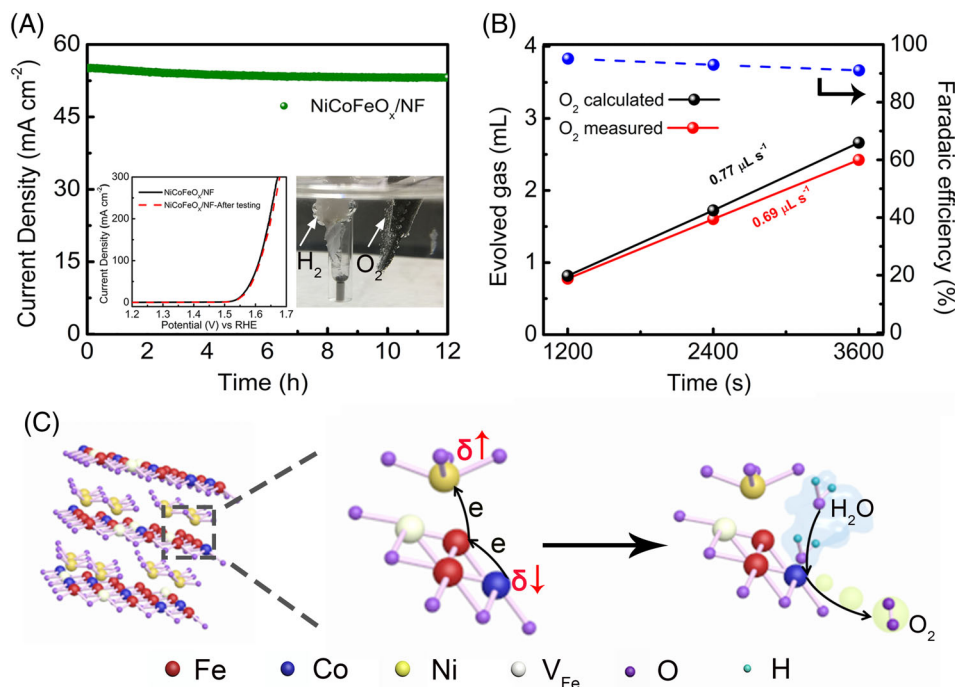 (A)
60
45
30
15
0
Current Density (mA cm⁻²)
NiCoFeOₓ/NF
300
200
100
0
Current Density (mA cm⁻²)
NiCoFeOₓ/NF
NiCoFeOₓ/NF-After testing
1.2 1.3 1.4 1.5 1.6 1.7
Potential (V) vs RHE
H₂
O₂
0 2 4 6 8 10 12
Time (h)
(B)
4
3
2
1
0
Evolved gas (mL)
O₂ calculated
O₂ measured
0.77 μL s⁻¹
0.69 μL s⁻¹
100
80
60
40
20
0
Faradaic efficiency (%)
1200 2400 3600
Time (s)
(C)
δ↑
e
e
δ↓
H₂O
O₂
Fe Co Ni V_Fe O H